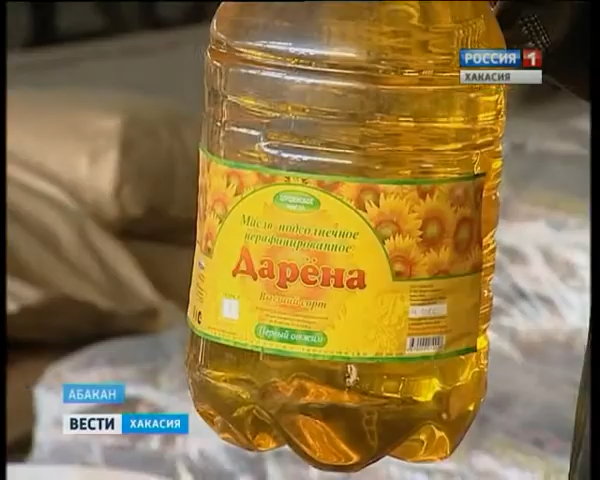 РОССИЯ 1
ХАКАСИЯ
Масло подсолнечное
нерафинированное
Дарёна
Высший сорт
Первый отжим
АБАКАН
ВЕСТИ ХАКАСИЯ